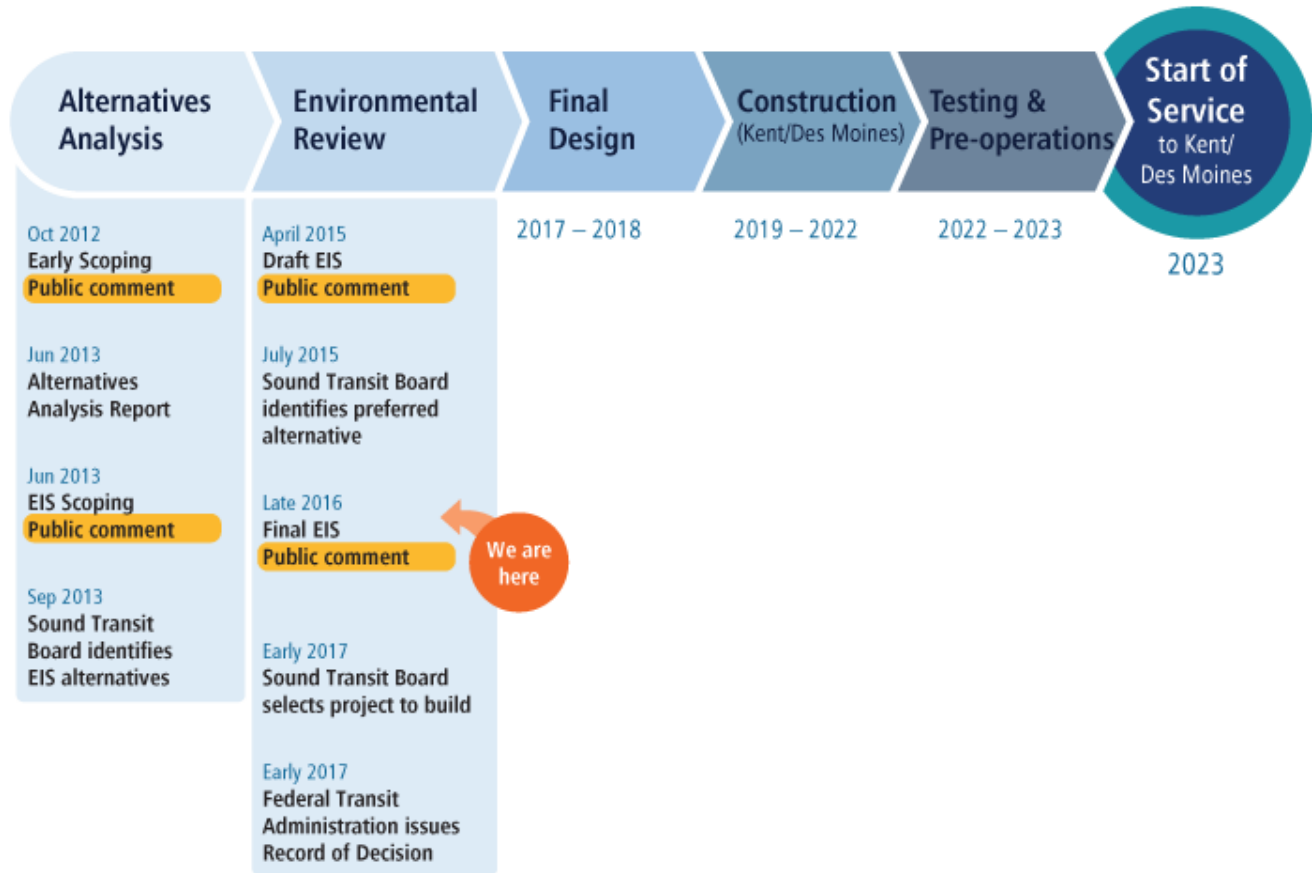 Alternatives
Analysis
Environmental
Review
Final
Design
Construction
(Kent/Des Moines)
Testing &
Pre-operations
Start of
Service
to Kent/
Des Moines
Oct 2012
Early Scoping
Public comment
Jun 2013
Alternatives
Analysis Report
Jun 2013
EIS Scoping
Public comment
Sep 2013
Sound Transit
Board identifies
EIS alternatives
April 2015
Draft EIS
Public comment
July 2015
Sound Transit Board
identifies preferred
alternative
Late 2016
Final EIS
Public comment
We are
here
Early 2017
Sound Transit Board
selects project to build
Early 2017
Federal Transit
Administration issues
Record of Decision
2017 – 2018
2019 – 2022
2022 – 2023
2023